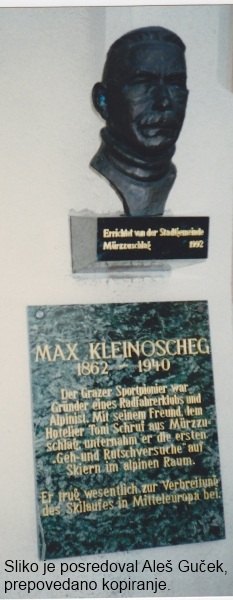 Errichtet von der Stadtgemeinde
Mürzzuschlag 1992
MAX KLEINOSCHEG
1862 - 1940
Der Grazer Sportpionier war
Gründer eines Radfahrerklubs und
Alpinist. Mit seinem Freund, dem
Hotelier Toni Schruf aus Mürzzu-
schlag, unternahm er die ersten
"Geh-und Rutschversuche" auf
Skiern im alpinen Raum.
Er trug wesentlich zur Verbreitung
des Skilaufes in Mitteleuropa bei.
Sliko je posredoval Aleš Guček,
prepovedano kopiranje.